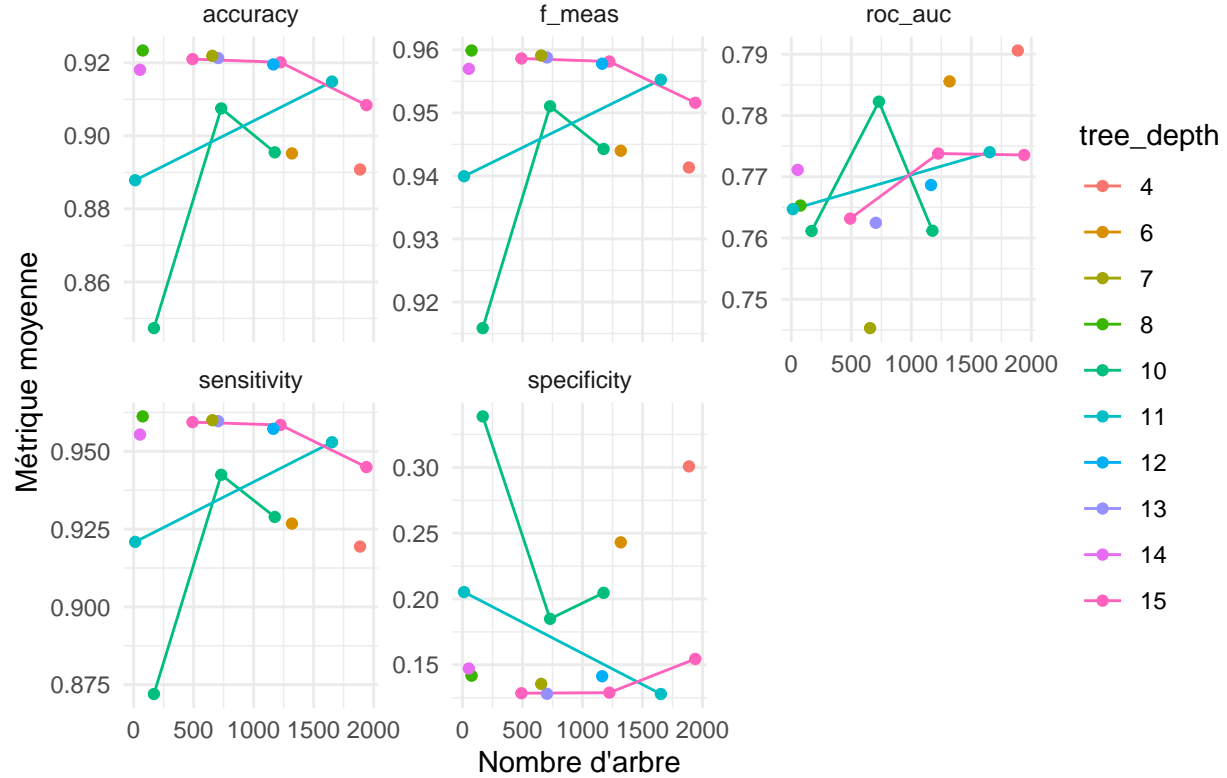 accuracy
f_meas
roc_auc
0.92
0.90
0.88
0.86
0.96
0.95
0.94
0.93
0.92
0.79
0.78
0.77
0.76
0.75
0 500 1000 1500 2000
sensitivity
specificity
0.950
0.925
0.900
0.875
0.30
0.25
0.20
0.15
0 500 1000 1500 2000
0 500 1000 1500 2000
Métrique moyenne
Nombre d'arbre
tree_depth
4
6
7
8
10
11
12
13
14
15